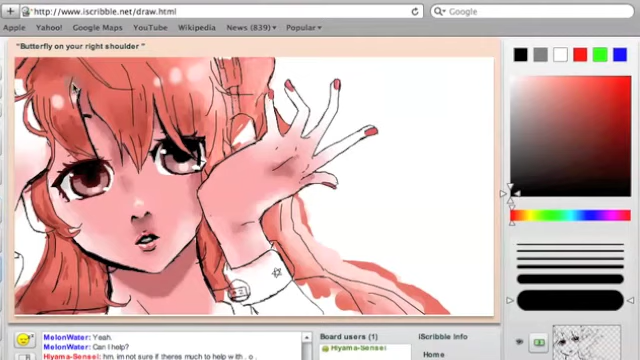 http://www.iscribble.net/draw.html
Google
Apple Yahoo! Google Maps YouTube Wikipedia News (839) Popular
"Butterfly on your right shoulder "
MelonWater: Yeah.
MelonWater: Can I help?
Hiyama-Sensei: hm, im not sure if theres much to help with . o .
Board users (1)
Hiyama-Sensei
iScribble Info
Home